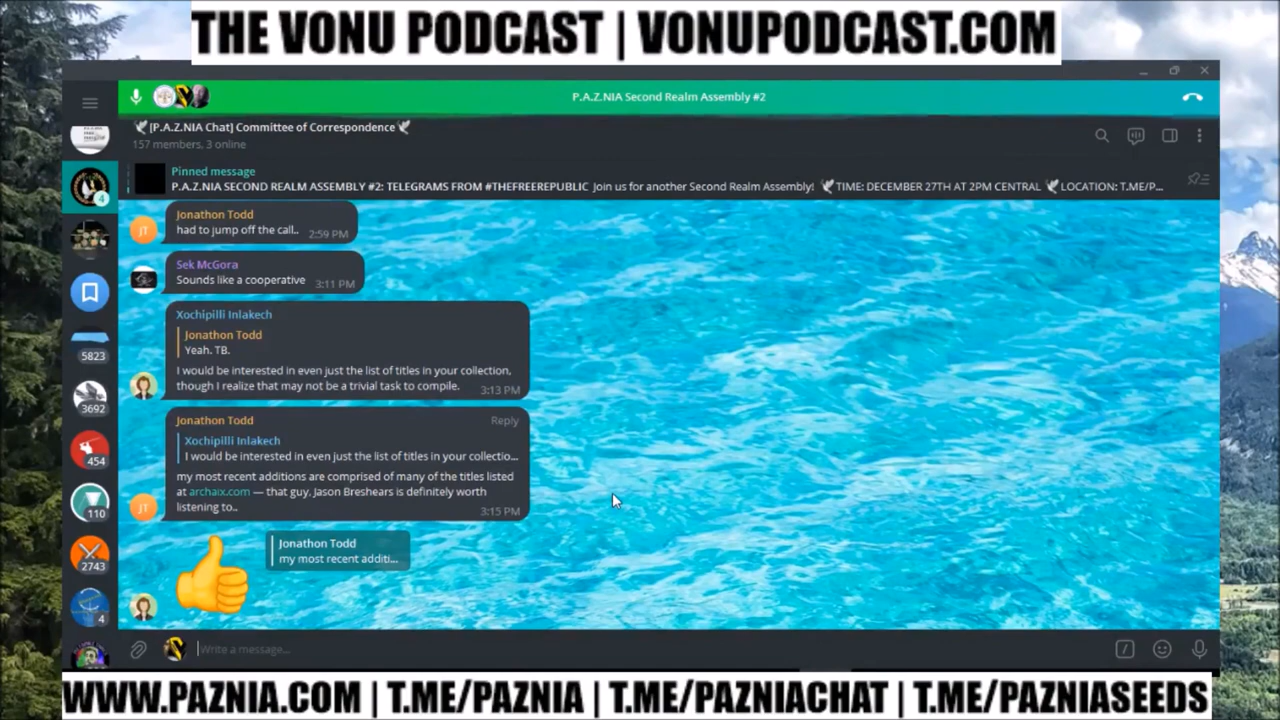 THE VONU PODCAST | VONUPODCAST.COM
P.A.Z.NIA Second Realm Assembly #2
🕊[P.A.Z.NIA Chat] Committee of Correspondence🕊
157 members, 3 online
Pinned message
P.A.Z.NIA SECOND REALM ASSEMBLY #2: TELEGRAMS FROM #THEFREEREPUBLIC Join us for another Second Realm Assembly! 🕊TIME: DECEMBER 27TH AT 2PM CENTRAL 🕊LOCATION: T.ME/P...
Jonathon Todd
had to jump off the call.. 2:59 PM
JT
Sek McGora
Sounds like a cooperative 3:11 PM
Xochipilli Inlakech
Jonathon Todd
Yeah. TB.
I would be interested in even just the list of titles in your collection,
though I realize that may not be a trivial task to compile. 3:13 PM
Jonathon Todd Reply
Xochipilli Inlakech
I would be interested in even just the list of titles in your collectio...
my most recent additions are comprised of many of the titles listed
at archaix.com — that guy, Jason Breshears is definitely worth
listening to.. 3:15 PM
JT
Jonathon Todd
my most recent additi...
4
5823
3692
454
110
2743
4
Write a message...
WWW.PAZNIA.COM | T.ME/PAZNIA | T.ME/PAZNIACHAT | T.ME/PAZNIASEEDS